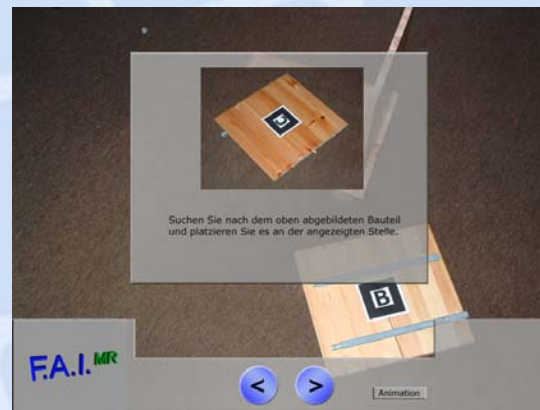 Suchen Sie nach dem oben abgebildeten Bauteil
und platzieren Sie es an der angezeigten Stelle.
B
F.A.I. MR
< >
Animation